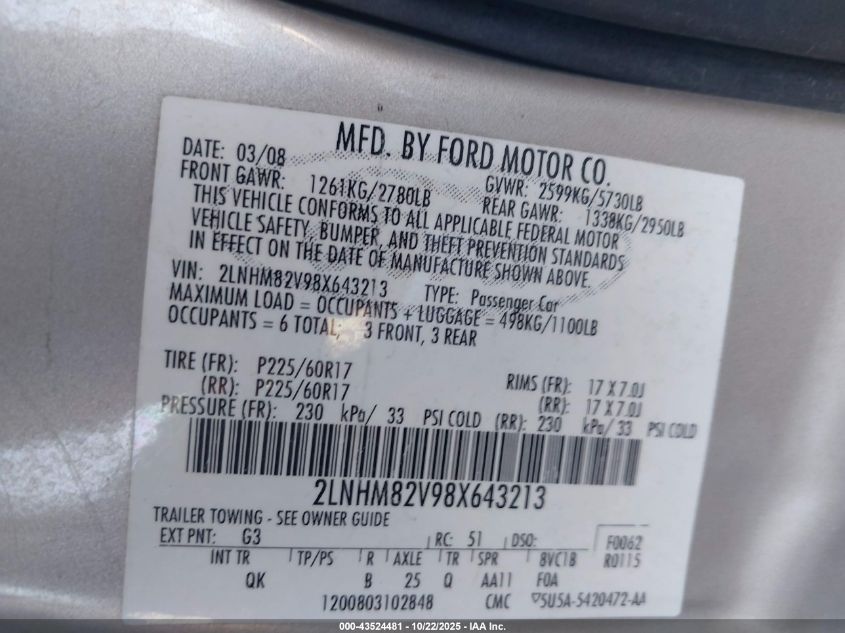 MFD. BY FORD MOTOR CO.
DATE: 03/08
GVWR: 2599KG/5730LB
FRONT GAWR: 1261KG/2780LB
REAR GAWR: 1338KG/2950LB
THIS VEHICLE CONFORMS TO ALL APPLICABLE FEDERAL MOTOR
VEHICLE SAFETY, BUMPER, AND THEFT PREVENTION STANDARDS
IN EFFECT ON THE DATE OF MANUFACTURE SHOWN ABOVE.
VIN: 2LNHM82V98X643213 TYPE: Passenger Car
MAXIMUM LOAD = OCCUPANTS + LUGGAGE = 498KG/1100LB
OCCUPANTS = 6 TOTAL; 3 FRONT, 3 REAR
TIRE (FR): P225/60R17 RIMS (FR): 17 X 7.0J
(RR): P225/60R17 (RR): 17 X 7.0J
PRESSURE (FR): 230 kPa/ 33 PSI COLD (RR): 230 kPa/ 33 PSI COLD
2LNHM82V98X643213
TRAILER TOWING - SEE OWNER GUIDE
EXT PNT: G3 RC: 51 DSO: F0062
INT TR TP/PS R AXLE TR SPR BVC1B R0115
QK B 25 Q AA11 F0A
1200803102848 CMC ▽5U5A-5420472-AA
000-43524481 - 10/22/2025 - IAA Inc.